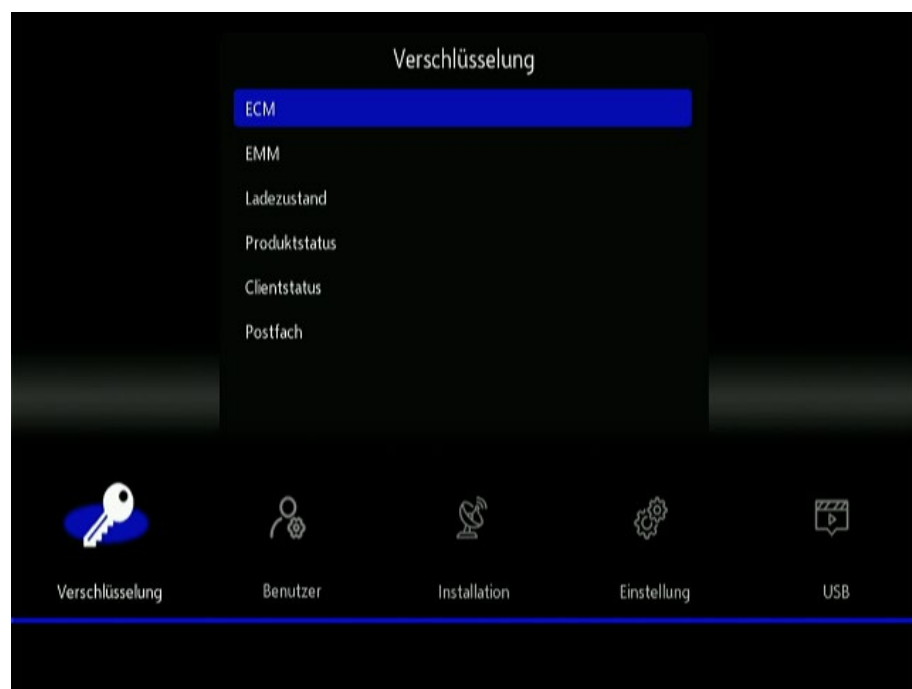 Verschlüsselung
ECM
EMM
Ladezustand
Produktstatus
Clientstatus
Postfach
Verschlüsselung Benutzer Installation Einstellung USB